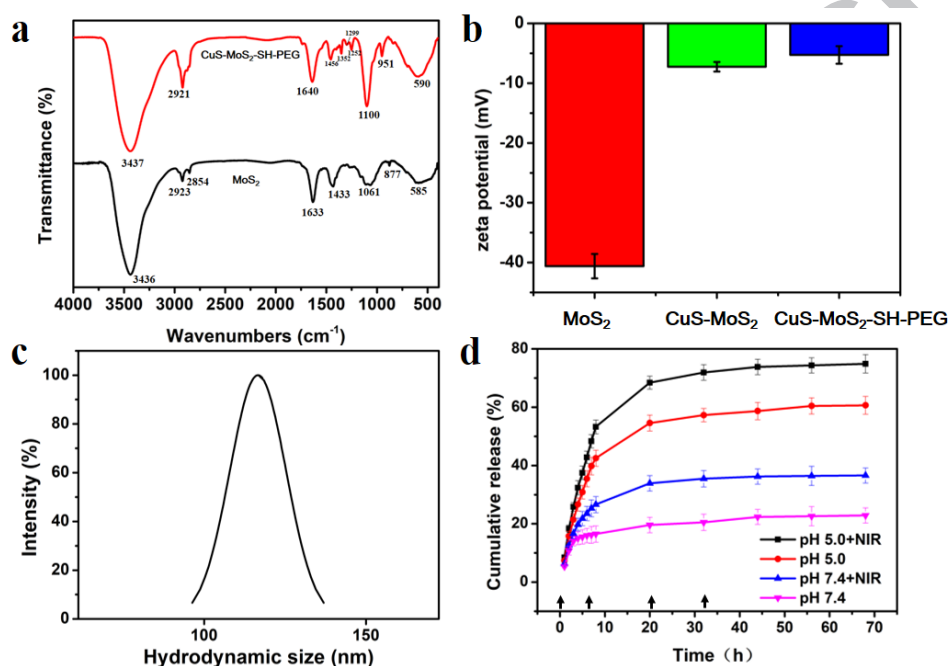 a
CuS-MoS₂-SH-PEG
2921
3437
1640
1456
1352
1299
1252
1100
951
590
MoS₂
2923
2854
3436
1633
1433
1061
877
585
Transmittance (%)
4000 3500 3000 2500 2000 1500 1000 500
Wavenumbers (cm⁻¹)
b
0
-10
-20
-30
-40
zeta potential (mV)
MoS₂ CuS-MoS₂ CuS-MoS₂-SH-PEG
c
100
80
60
40
20
0
Intensity (%)
100 150
Hydrodynamic size (nm)
d
80
60
40
20
0
Cumulative release (%)
pH 5.0+NIR
pH 5.0
pH 7.4+NIR
pH 7.4
0 10 20 30 40 50 60 70
Time (h)